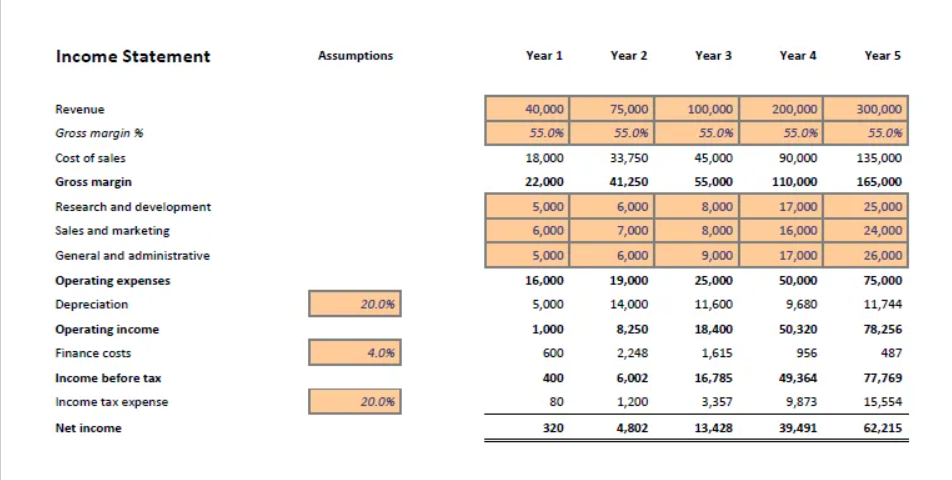 Income Statement Assumptions Year 1 Year 2 Year 3 Year 4 Year 5
Revenue 40,000 75,000 100,000 200,000 300,000
Gross margin % 55.0% 55.0% 55.0% 55.0% 55.0%
Cost of sales 18,000 33,750 45,000 90,000 135,000
Gross margin 22,000 41,250 55,000 110,000 165,000
Research and development 5,000 6,000 8,000 17,000 25,000
Sales and marketing 6,000 7,000 8,000 16,000 24,000
General and administrative 5,000 6,000 9,000 17,000 26,000
Operating expenses 16,000 19,000 25,000 50,000 75,000
Depreciation 20.0% 5,000 14,000 11,600 9,680 11,744
Operating income 1,000 8,250 18,400 50,320 78,256
Finance costs 4.0% 600 2,248 1,615 956 487
Income before tax 400 6,002 16,785 49,364 77,769
Income tax expense 20.0% 80 1,200 3,357 9,873 15,554
Net income 320 4,802 13,428 39,491 62,215